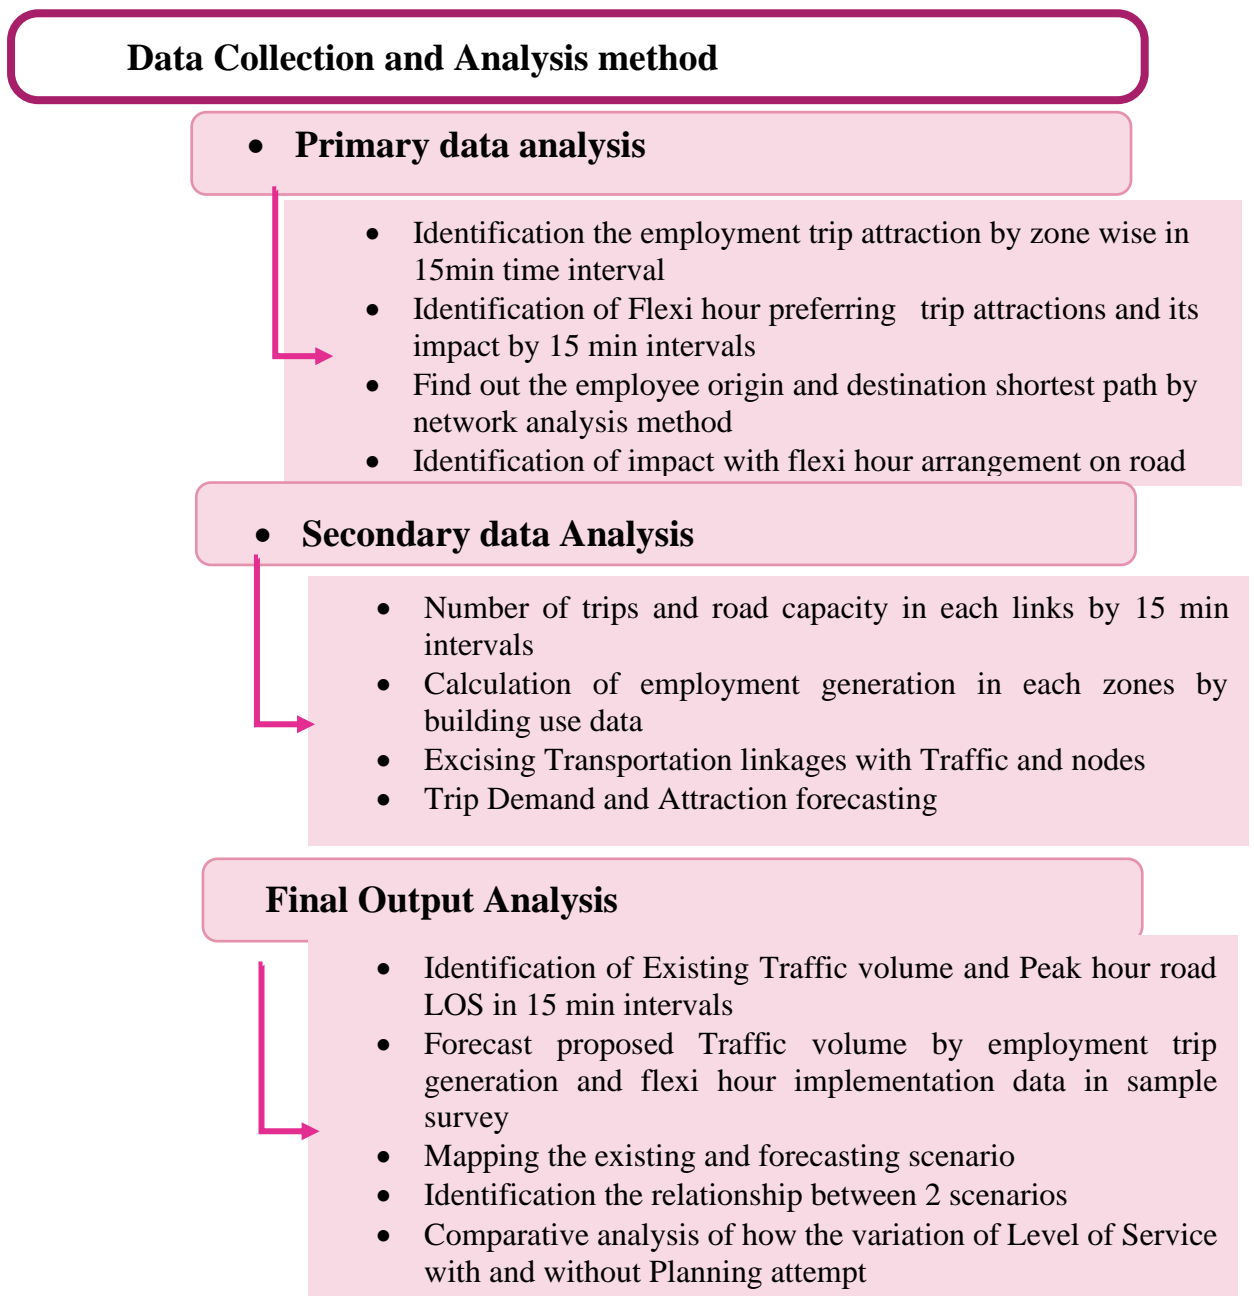 Data Collection and Analysis method
• Primary data analysis
• Identification the employment trip attraction by zone wise in
15min time interval
• Identification of Flexi hour preferring trip attractions and its
impact by 15 min intervals
• Find out the employee origin and destination shortest path by
network analysis method
• Identification of impact with flexi hour arrangement on road
• Secondary data Analysis
• Number of trips and road capacity in each links by 15 min
intervals
• Calculation of employment generation in each zones by
building use data
• Excising Transportation linkages with Traffic and nodes
• Trip Demand and Attraction forecasting
Final Output Analysis
• Identification of Existing Traffic volume and Peak hour road
LOS in 15 min intervals
• Forecast proposed Traffic volume by employment trip
generation and flexi hour implementation data in sample
survey
• Mapping the existing and forecasting scenario
• Identification the relationship between 2 scenarios
• Comparative analysis of how the variation of Level of Service
with and without Planning attempt